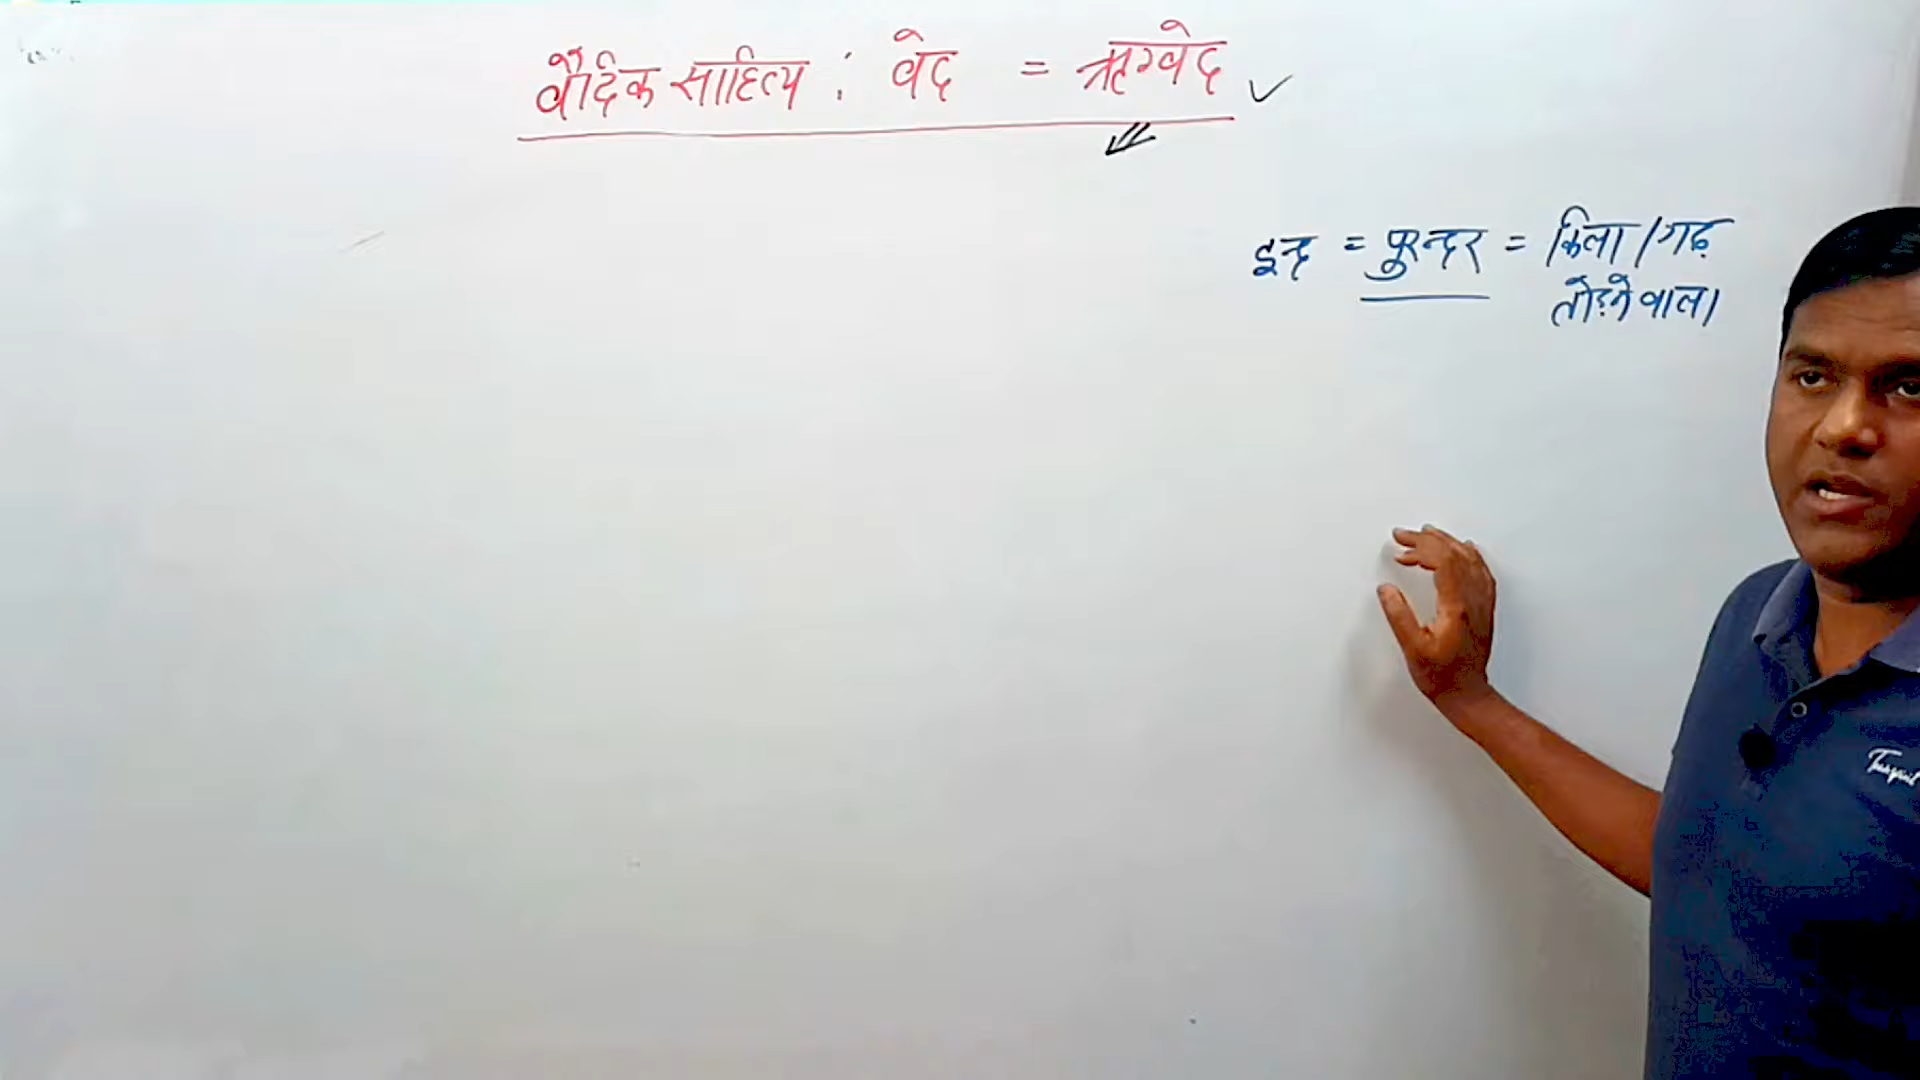 वैदिक साहित्य : वेद = ऋग्वेद ✓
इन्द्र = पुरन्दर = किला/गढ़
तोड़ने वाला